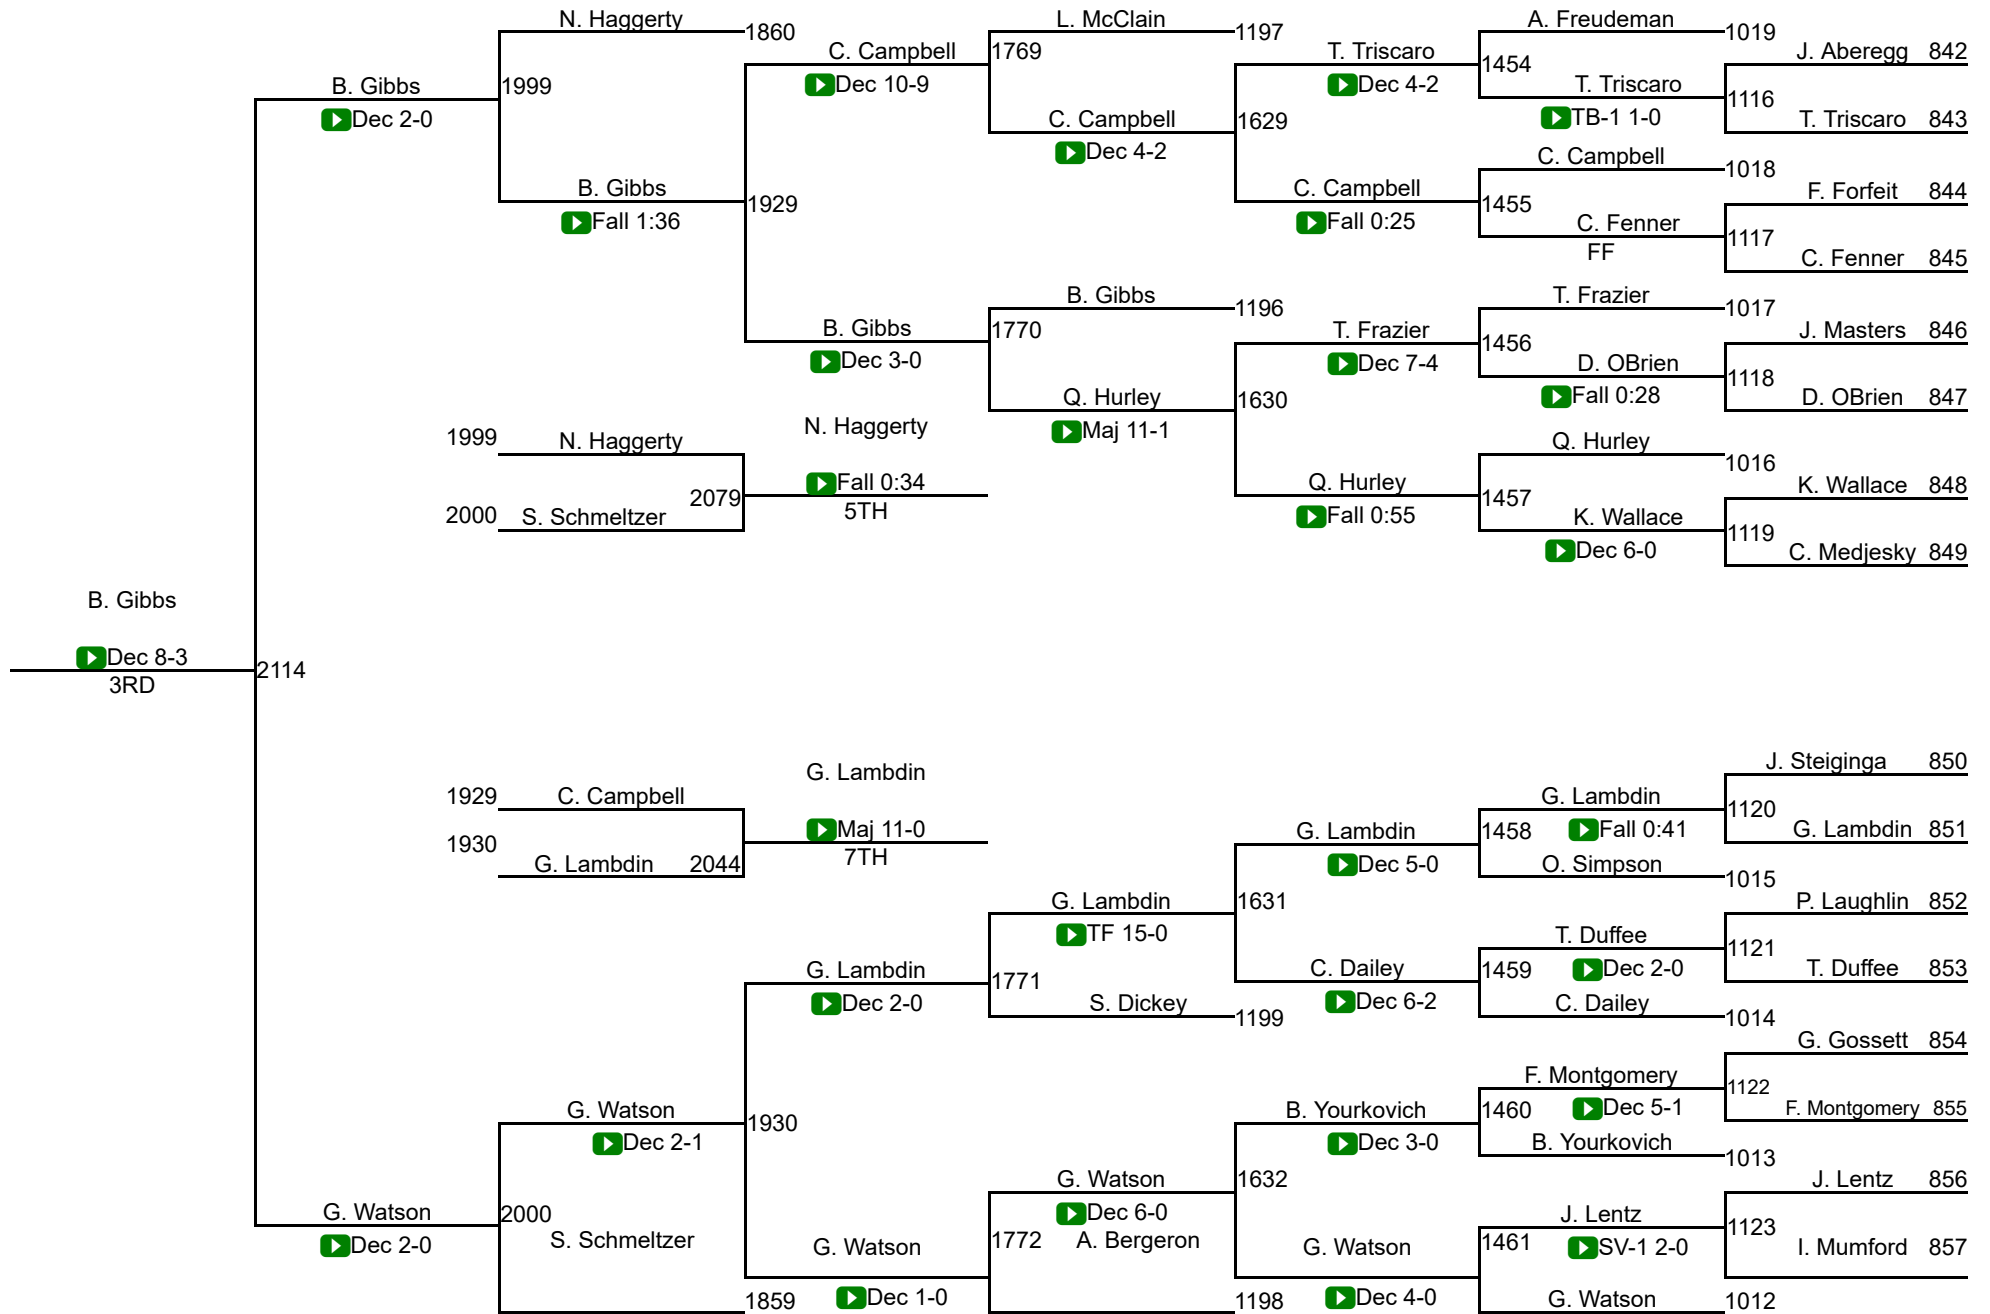 N. Haggerty
L. McClain
A. Freudeman
1860
1197
1019
C. Campbell
1769
T. Triscaro
1454
J. Aberegg 842
B. Gibbs
1999
Dec 10-9
Dec 4-2
T. Triscaro
1116
Dec 2-0
C. Campbell
1629
TB-1 1-0
T. Triscaro 843
Dec 4-2
C. Campbell
1018
B. Gibbs
1929
C. Campbell
1455
F. Forfeit 844
Fall 1:36
Fall 0:25
C. Fenner
1117
FF
C. Fenner 845
B. Gibbs
1196
T. Frazier
1017
B. Gibbs
1770
T. Frazier
1456
J. Masters 846
Dec 3-0
Dec 7-4
D. OBrien
1118
Q. Hurley
1630
Fall 0:28
D. OBrien 847
1999
N. Haggerty
N. Haggerty
Maj 11-1
Q. Hurley
1016
2079
Fall 0:34
Q. Hurley
1457
K. Wallace 848
2000
S. Schmeltzer
5TH
Fall 0:55
K. Wallace
1119
Dec 6-0
C. Medjesky 849
B. Gibbs
Dec 8-3
2114
3RD
G. Lambdin
J. Steiginga 850
1929
C. Campbell
G. Lambdin
1120
1930
Maj 11-0
G. Lambdin
1458
Fall 0:41
G. Lambdin 851
G. Lambdin
2044
7TH
Dec 5-0
O. Simpson
1015
G. Lambdin
1631
P. Laughlin 852
TF 15-0
T. Duffee
1121
G. Lambdin
1771
C. Dailey
1459
Dec 2-0
T. Duffee 853
Dec 2-0
S. Dickey
1199
Dec 6-2
C. Dailey
1014
G. Gossett 854
F. Montgomery
1122
G. Watson
1930
B. Yourkovich
1460
Dec 5-1
F. Montgomery 855
Dec 2-1
Dec 3-0
B. Yourkovich
1013
G. Watson
1632
J. Lentz 856
G. Watson
2000
Dec 6-0
J. Lentz
1123
Dec 2-0
S. Schmeltzer
G. Watson
1772
A. Bergeron
G. Watson
1461
SV-1 2-0
I. Mumford 857
1859
Dec 1-0
1198
Dec 4-0
G. Watson
1012